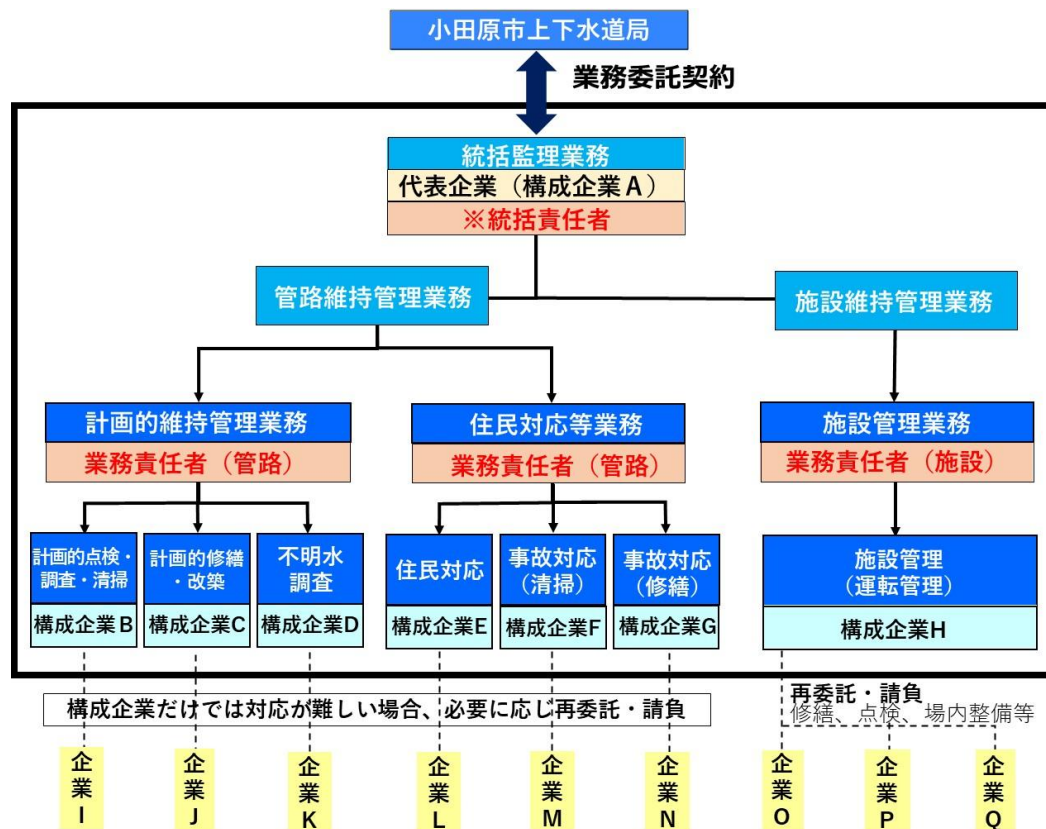 小田原市上下水道局
業務委託契約
統括監理業務
代表企業（構成企業A）
※統括責任者
管路維持管理業務
施設維持管理業務
計画的維持管理業務
業務責任者（管路）
住民対応等業務
業務責任者（管路）
施設管理業務
業務責任者（施設）
計画的点検・
調査・清掃
構成企業B
計画的修繕
・改築
構成企業C
不明水
調査
構成企業D
住民対応
構成企業E
事故対応
（清掃）
構成企業F
事故対応
（修繕）
構成企業G
施設管理
（運転管理）
構成企業H
構成企業だけでは対応が難しい場合、必要に応じ再委託・請負
再委託・請負
修繕、点検、場内整備等
企業I
企業J
企業K
企業L
企業M
企業N
企業O
企業P
企業Q